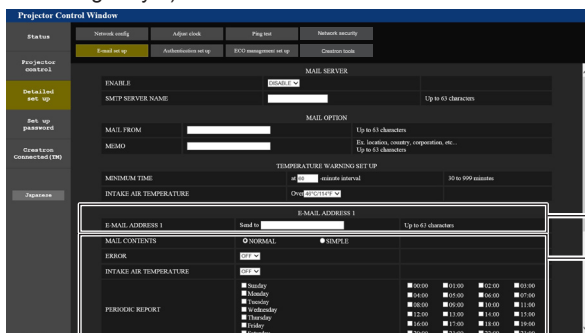 Projector Control Window
Status
Projector
control
Detailed
set up
Set up
password
Crestron
Connected(TM)
Japanese
Network config Adjust clock Ping test Network security
E-mail set up Authentication set up ECO management set up Crestron tools
MAIL SERVER
ENABLE DISABLE
SMTP SERVER NAME Up to 63 characters
MAIL OPTION
MAIL FROM Up to 63 characters
MEMO Ex. location, country, corporation, etc...
Up to 63 characters
TEMPERATURE WARNING SET UP
MINIMUM TIME at 60 -minute interval 30 to 999 minutes
INTAKE AIR TEMPERATURE Over 46°C/114°F
E-MAIL ADDRESS 1
E-MAIL ADDRESS 1 Send to Up to 63 characters
MAIL CONTENTS NORMAL SIMPLE
ERROR OFF
INTAKE AIR TEMPERATURE OFF
PERIODIC REPORT
Sunday
Monday
Tuesday
Wednesday
Thursday
Friday
00:00 01:00 02:00 03:00
04:00 05:00 06:00 07:00
08:00 09:00 10:00 11:00
12:00 13:00 14:00 15:00
16:00 17:00 18:00 19:00